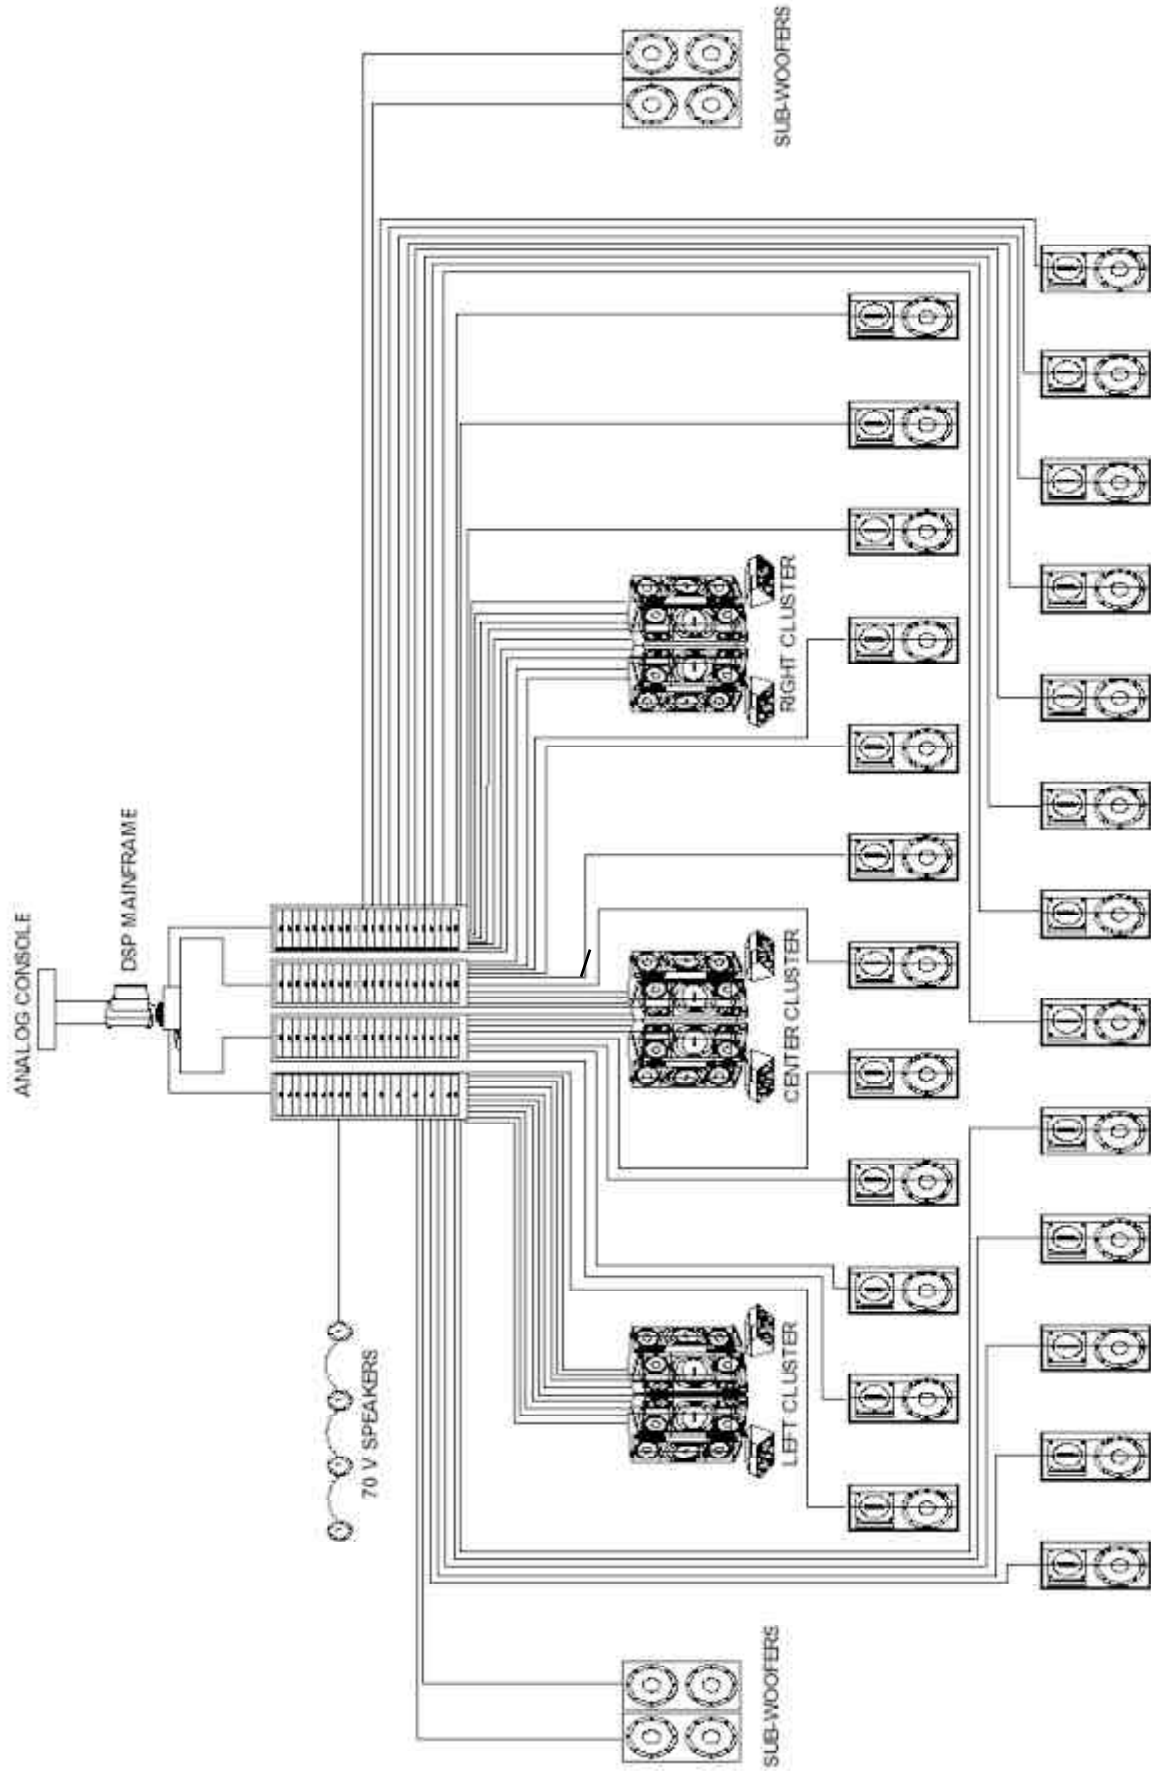 ANALOG CONSOLE
DSP MAINFRAME
70 V SPEAKERS
SUB-WOOFERS
LEFT CLUSTER
CENTER CLUSTER
RIGHT CLUSTER
SUB-WOOFERS